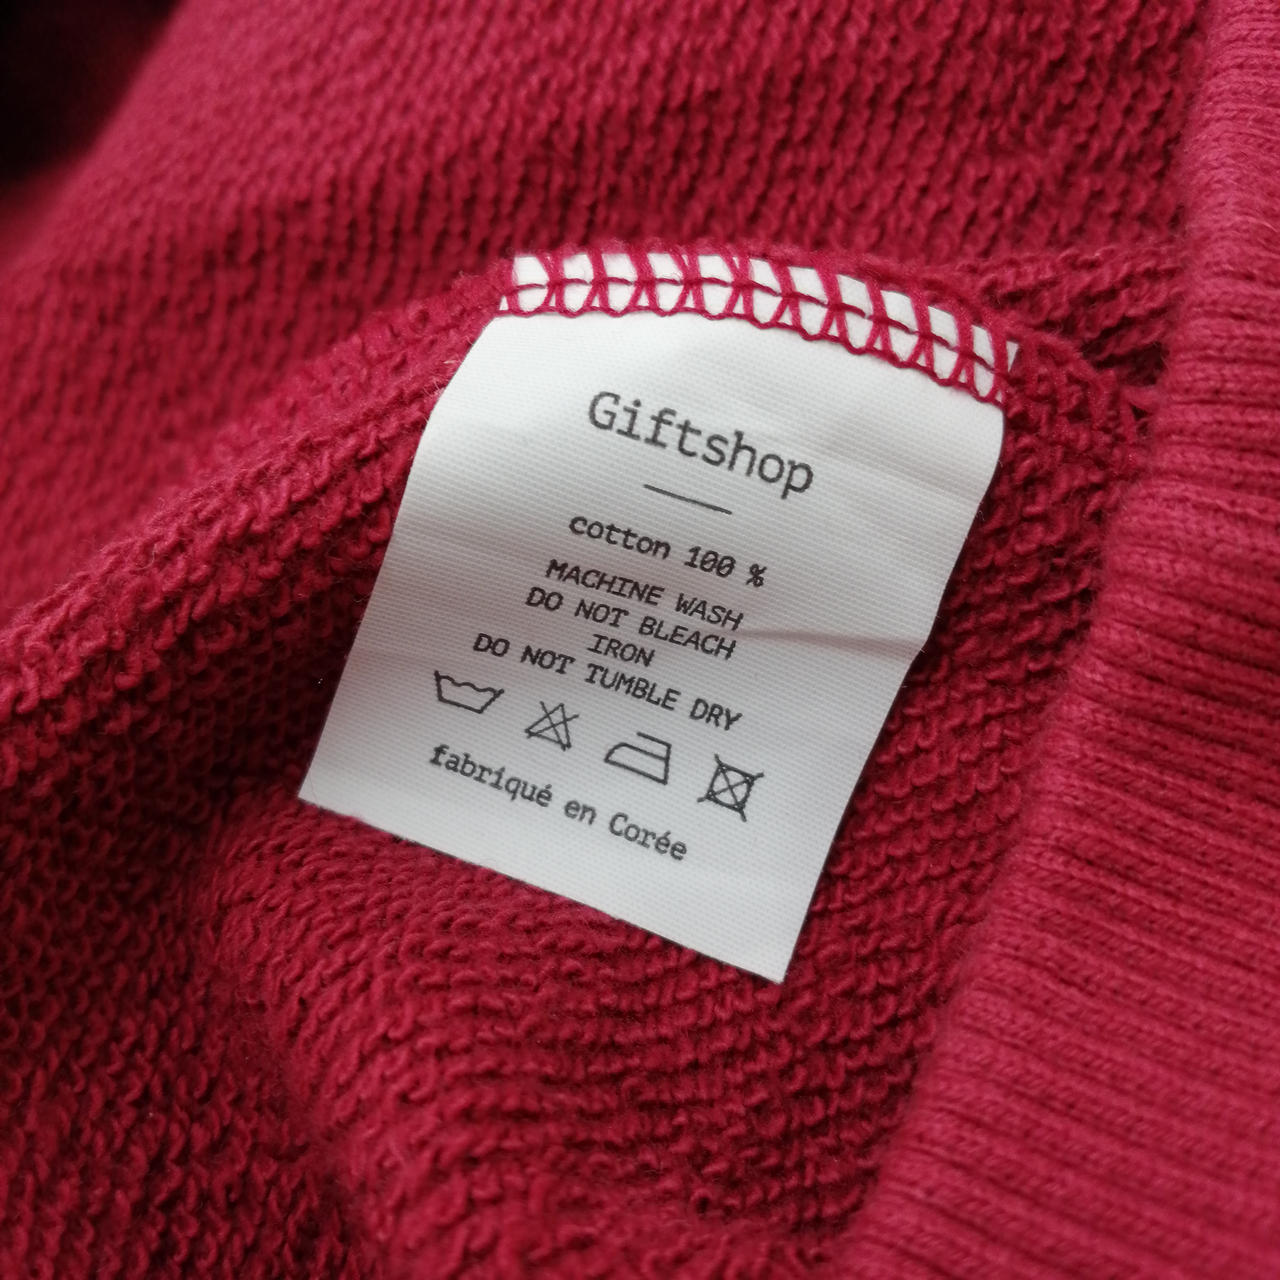 Giftshop
cotton 100 %
MACHINE WASH
DO NOT BLEACH
IRON
DO NOT TUMBLE DRY
fabriqué en Corée